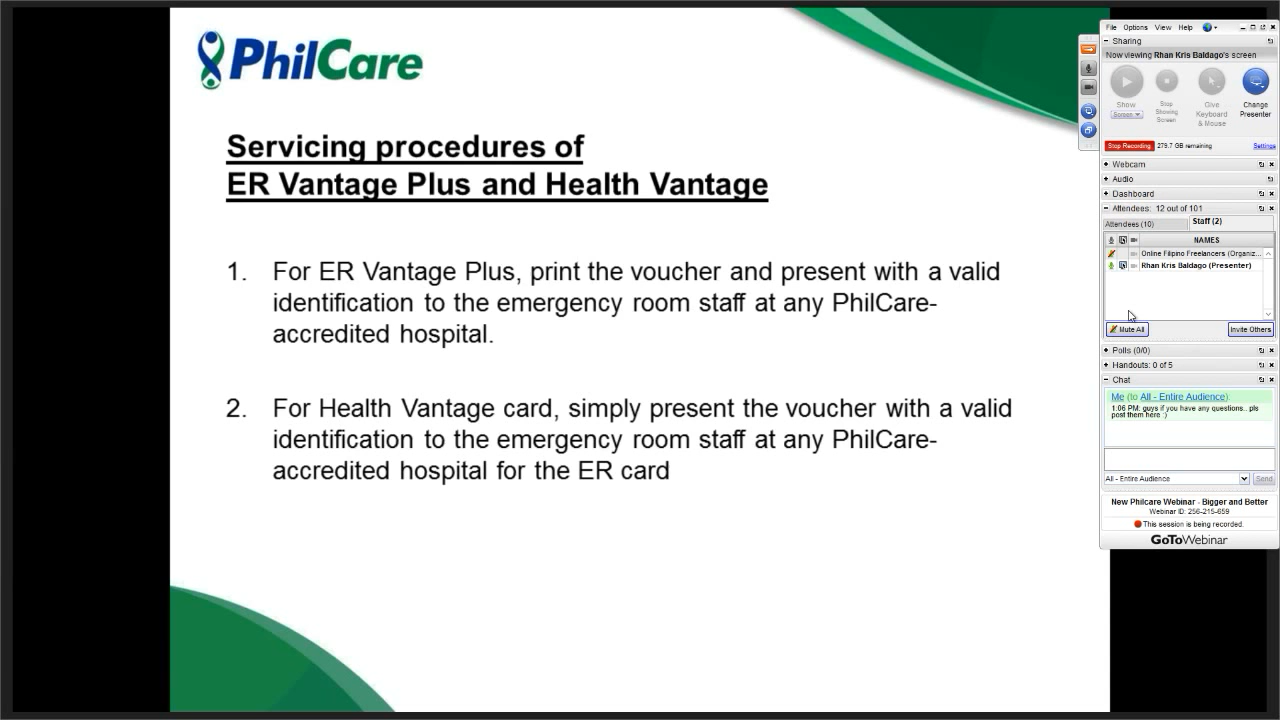 PhilCare
Servicing procedures of
ER Vantage Plus and Health Vantage
1. For ER Vantage Plus, print the voucher and present with a valid
identification to the emergency room staff at any PhilCare-
accredited hospital.
2. For Health Vantage card, simply present the voucher with a valid
identification to the emergency room staff at any PhilCare-
accredited hospital for the ER card
File Options View Help
Sharing
Now viewing Rhan Kris Baldago's screen
Show
Screen
Stop
Showing
Screen
Give
Keyboard
& Mouse
Change
Presenter
Stop Recording 279.7 GB remaining Settings
Webcam
Audio
Dashboard
Attendees: 12 out of 101
Attendees (10) Staff (2)
NAMES
Online Filipino Freelancers (Organiz...
Rhan Kris Baldago (Presenter)
Mute All Invite Others
Polls (0/0)
Handouts: 0 of 5
Chat
Me (to All - Entire Audience):
1:06 PM: guys if you have any questions.. pls
post them here :)
All - Entire Audience Send
New Philcare Webinar - Bigger and Better
Webinar ID: 256-215-659
This session is being recorded.
GoToWebinar